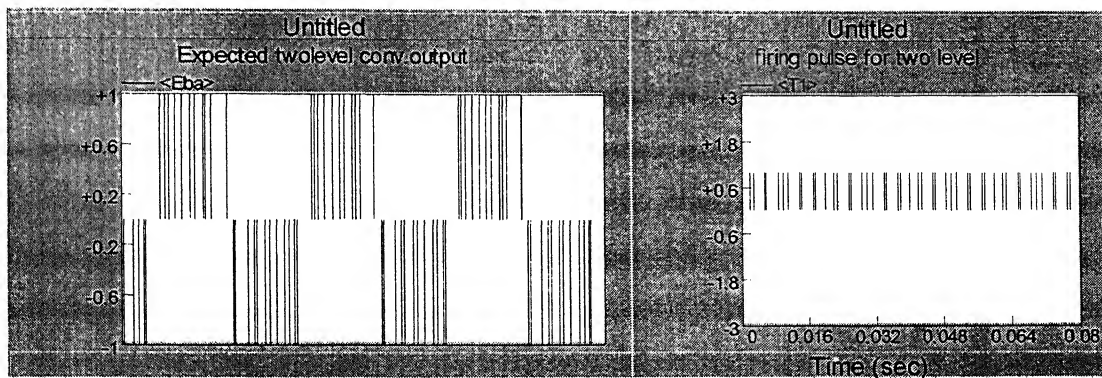 Untitled
Expected twolevel conv.output
<Eba>
+1
+0.6
+0.2
-0.2
-0.6
-1
Untitled
firing pulse for two level
<T1>
+3
+1.8
+0.6
-0.6
-1.8
-3
0 0.016 0.032 0.048 0.064 0.08
Time (sec)